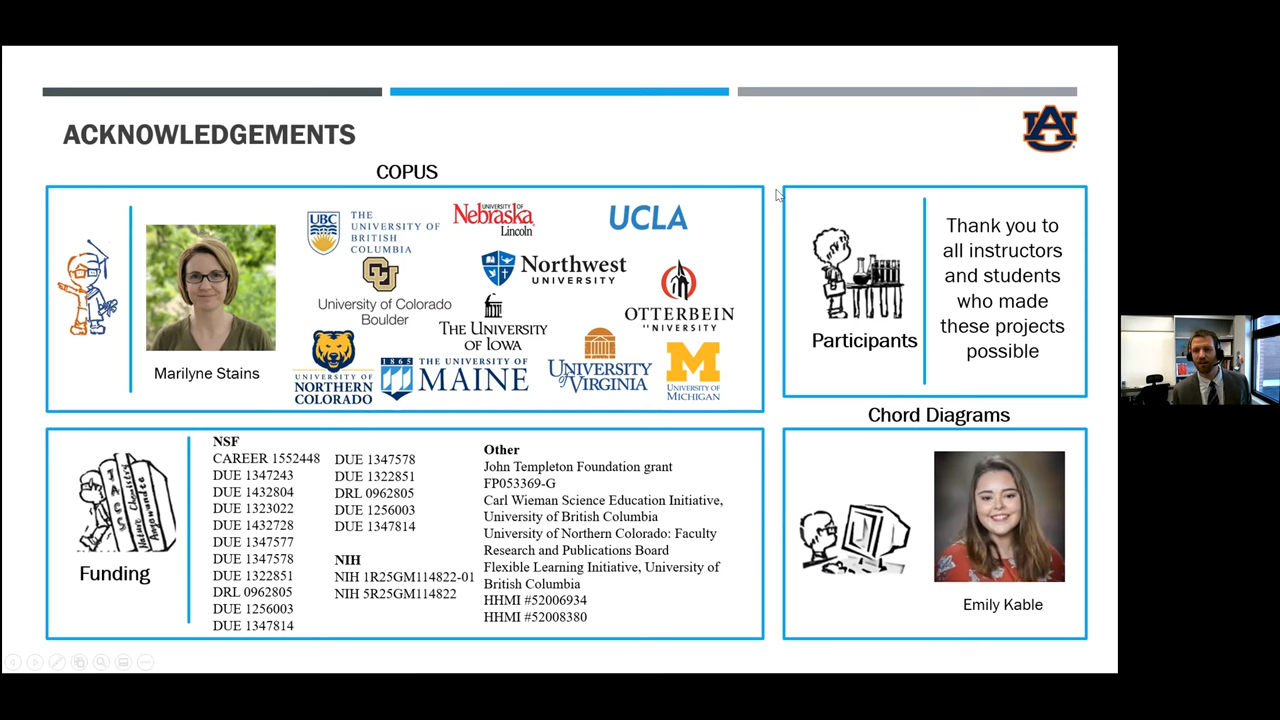 ACKNOWLEDGEMENTS
AU
COPUS
Marilyne Stains
UBC
THE
UNIVERSITY OF
BRITISH
COLUMBIA
UNIVERSITY OF
Nebraska
Lincoln
UCLA
CU
University of Colorado
Boulder
Northwest
UNIVERSITY
THE UNIVERSITY
OF IOWA
OTTERBEIN
UNIVERSITY
UNIVERSITY OF
NORTHERN
COLORADO
1865
THE UNIVERSITY OF
MAINE
UNIVERSITY
of VIRGINIA
M
UNIVERSITY OF
MICHIGAN
Participants
Thank you to
all instructors
and students
who made
these projects
possible
Funding
NSF
CAREER 1552448
DUE 1347243
DUE 1432804
DUE 1323022
DUE 1432728
DUE 1347577
DUE 1347578
DUE 1322851
DRL 0962805
DUE 1256003
DUE 1347814
DUE 1347578
DUE 1322851
DRL 0962805
DUE 1256003
DUE 1347814
NIH
NIH 1R25GM114822-01
NIH 5R25GM114822
Other
John Templeton Foundation grant
FP053369-G
Carl Wieman Science Education Initiative,
University of British Columbia
University of Northern Colorado: Faculty
Research and Publications Board
Flexible Learning Initiative, University of
British Columbia
HHMI #52006934
HHMI #52008380
Chord Diagrams
Emily Kable